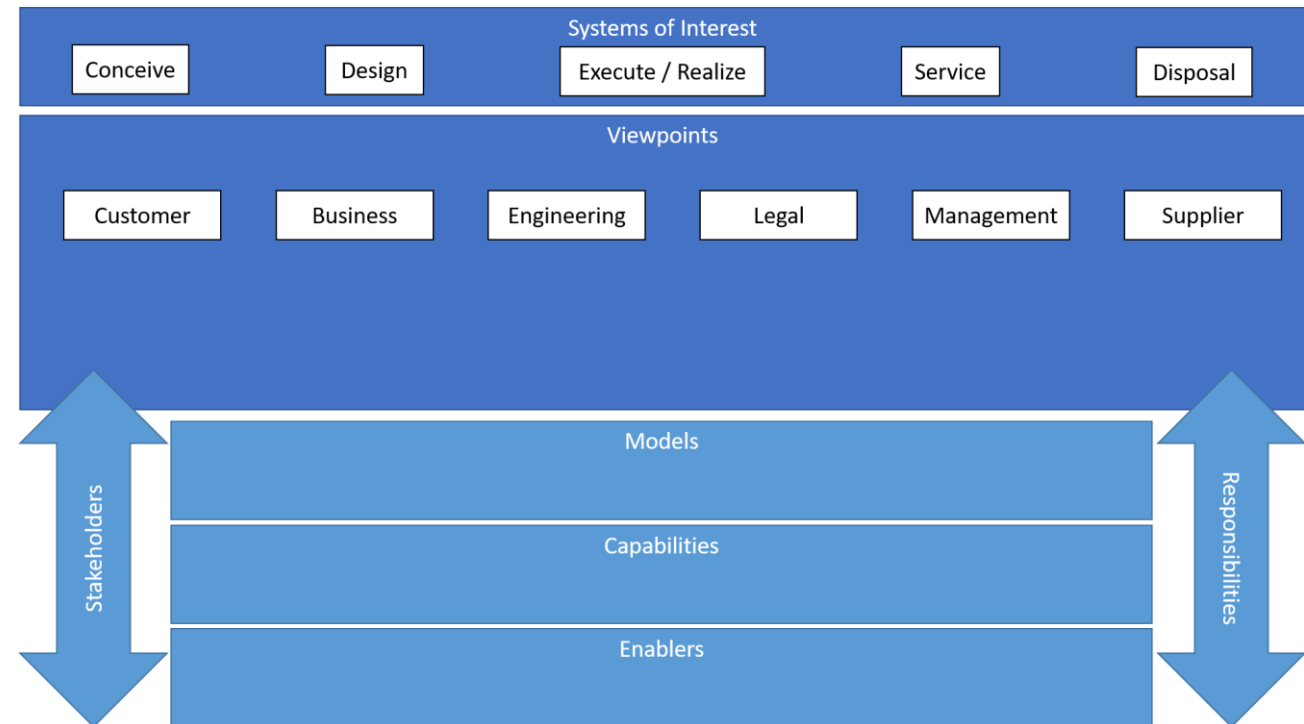 Systems of Interest
Conceive
Design
Execute / Realize
Service
Disposal
Viewpoints
Customer
Business
Engineering
Legal
Management
Supplier
Stakeholders
Models
Capabilities
Enablers
Responsibilities